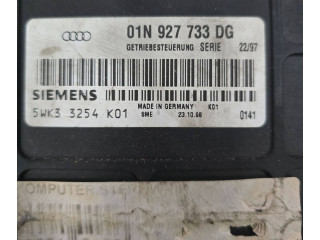 01N 927 733 DG
GETRIEBESTEUERUNG SERIE 22/97
SIEMENS
MADE IN GERMANY K01
5WK3 3254 K01
SME 23.10.98 0141
COMPUTER